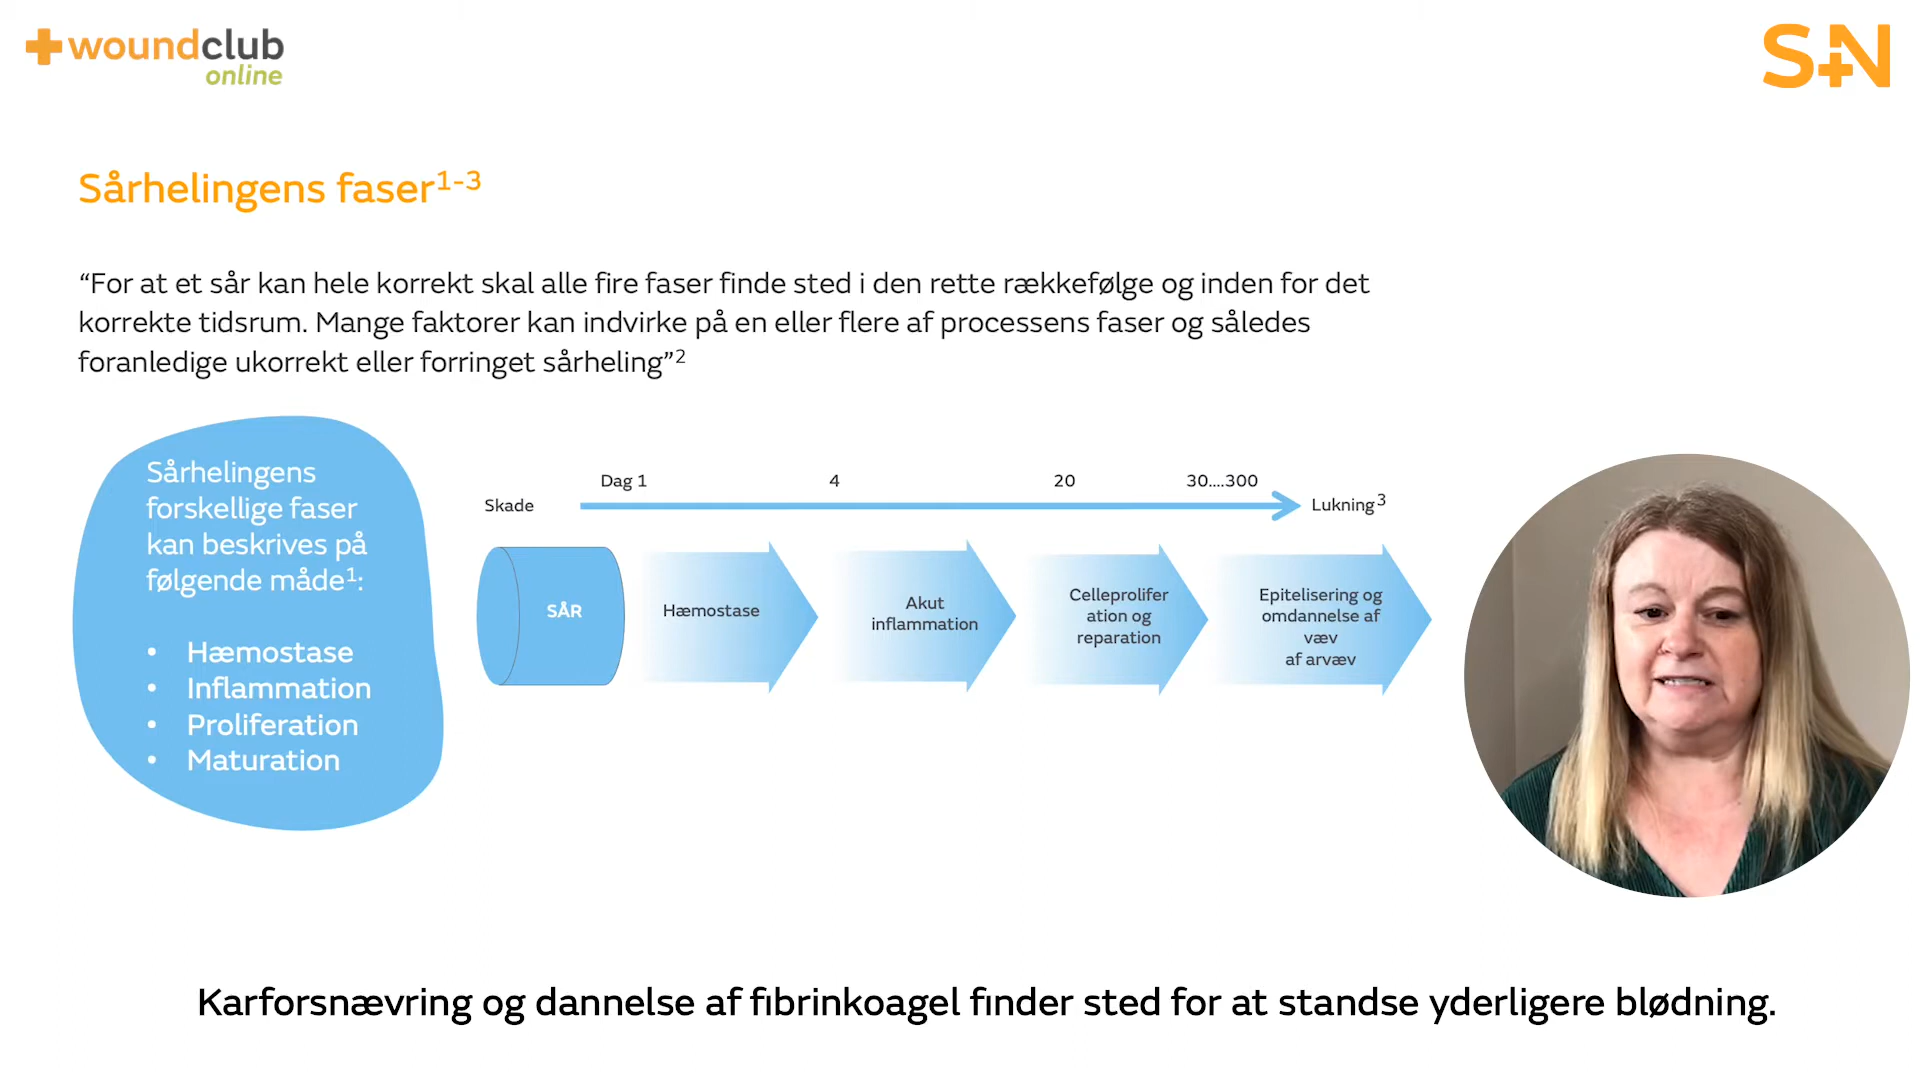 woundclub
online
S+N
Sårhelingens faser1-3
“For at et sår kan hele korrekt skal alle fire faser finde sted i den rette rækkefølge og inden for det
korrekte tidsrum. Mange faktorer kan indvirke på en eller flere af processens faser og således
foranledige ukorrekt eller forringet sårheling”2
Sårhelingens
forskellige faser
kan beskrives på
følgende måde1:
• Hæmostase
• Inflammation
• Proliferation
• Maturation
Dag 1 4 20 30....300
Skade Lukning3
SÅR
Hæmostase
Akut
inflammation
Celleprolifer
ation og
reparation
Epitelisering og
omdannelse af
væv
af arvæv
Karforsnævring og dannelse af fibrinkoagel finder sted for at standse yderligere blødning.